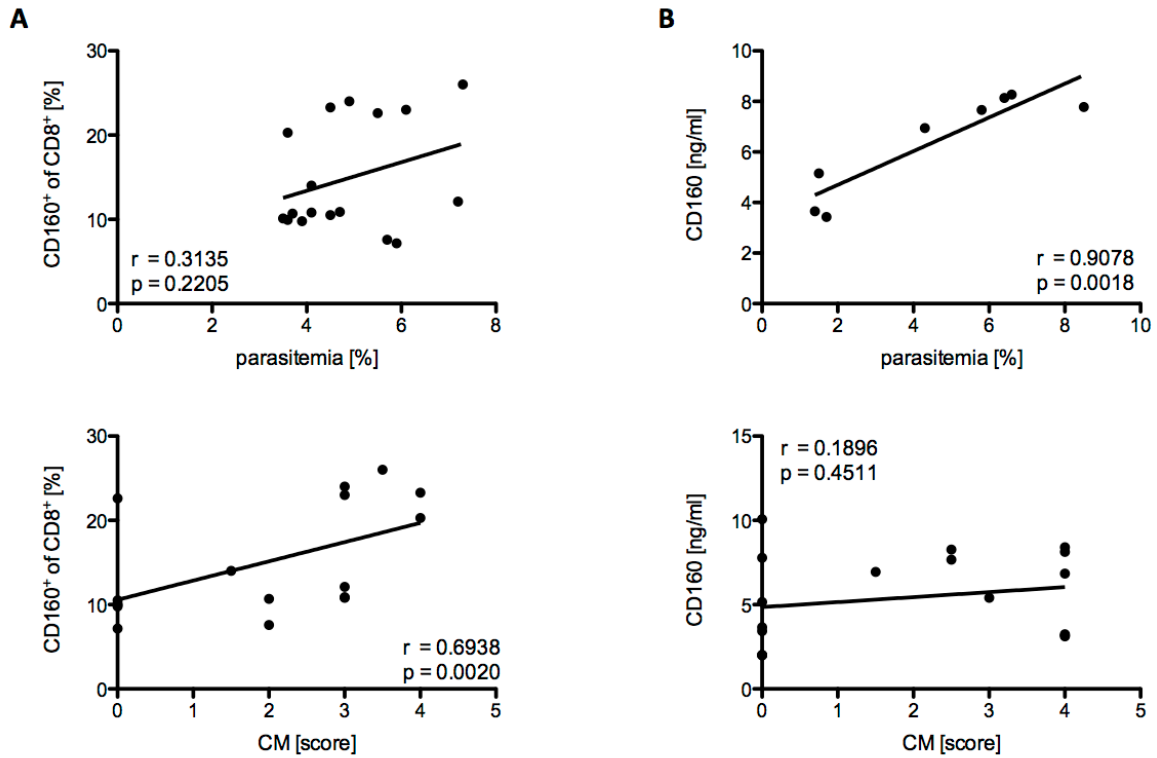 A
CD160⁺ of CD8⁺ [%]
30
20
10
0
r = 0.3135
p = 0.2205
0 2 4 6 8
parasitemia [%]
B
CD160 [ng/ml]
10
8
6
4
2
0
r = 0.9078
p = 0.0018
0 2 4 6 8 10
parasitemia [%]
CD160⁺ of CD8⁺ [%]
30
20
10
0
r = 0.6938
p = 0.0020
0 1 2 3 4 5
CM [score]
CD160 [ng/ml]
15
10
5
0
r = 0.1896
p = 0.4511
0 1 2 3 4 5
CM [score]